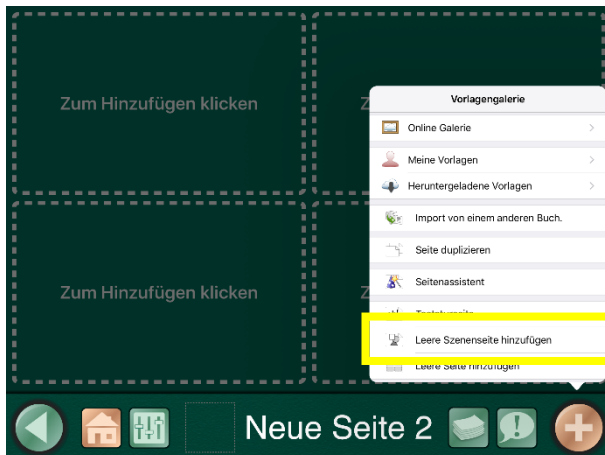 Zum Hinzufügen klicken
Z
Vorlagengalerie
Online Galerie
Meine Vorlagen
Heruntergeladene Vorlagen
Import von einem anderen Buch.
Seite duplizieren
Seitenassistent
Leere Szenenseite hinzufügen
Leere Seite hinzufügen
Zum Hinzufügen klicken
Z
Neue Seite 2